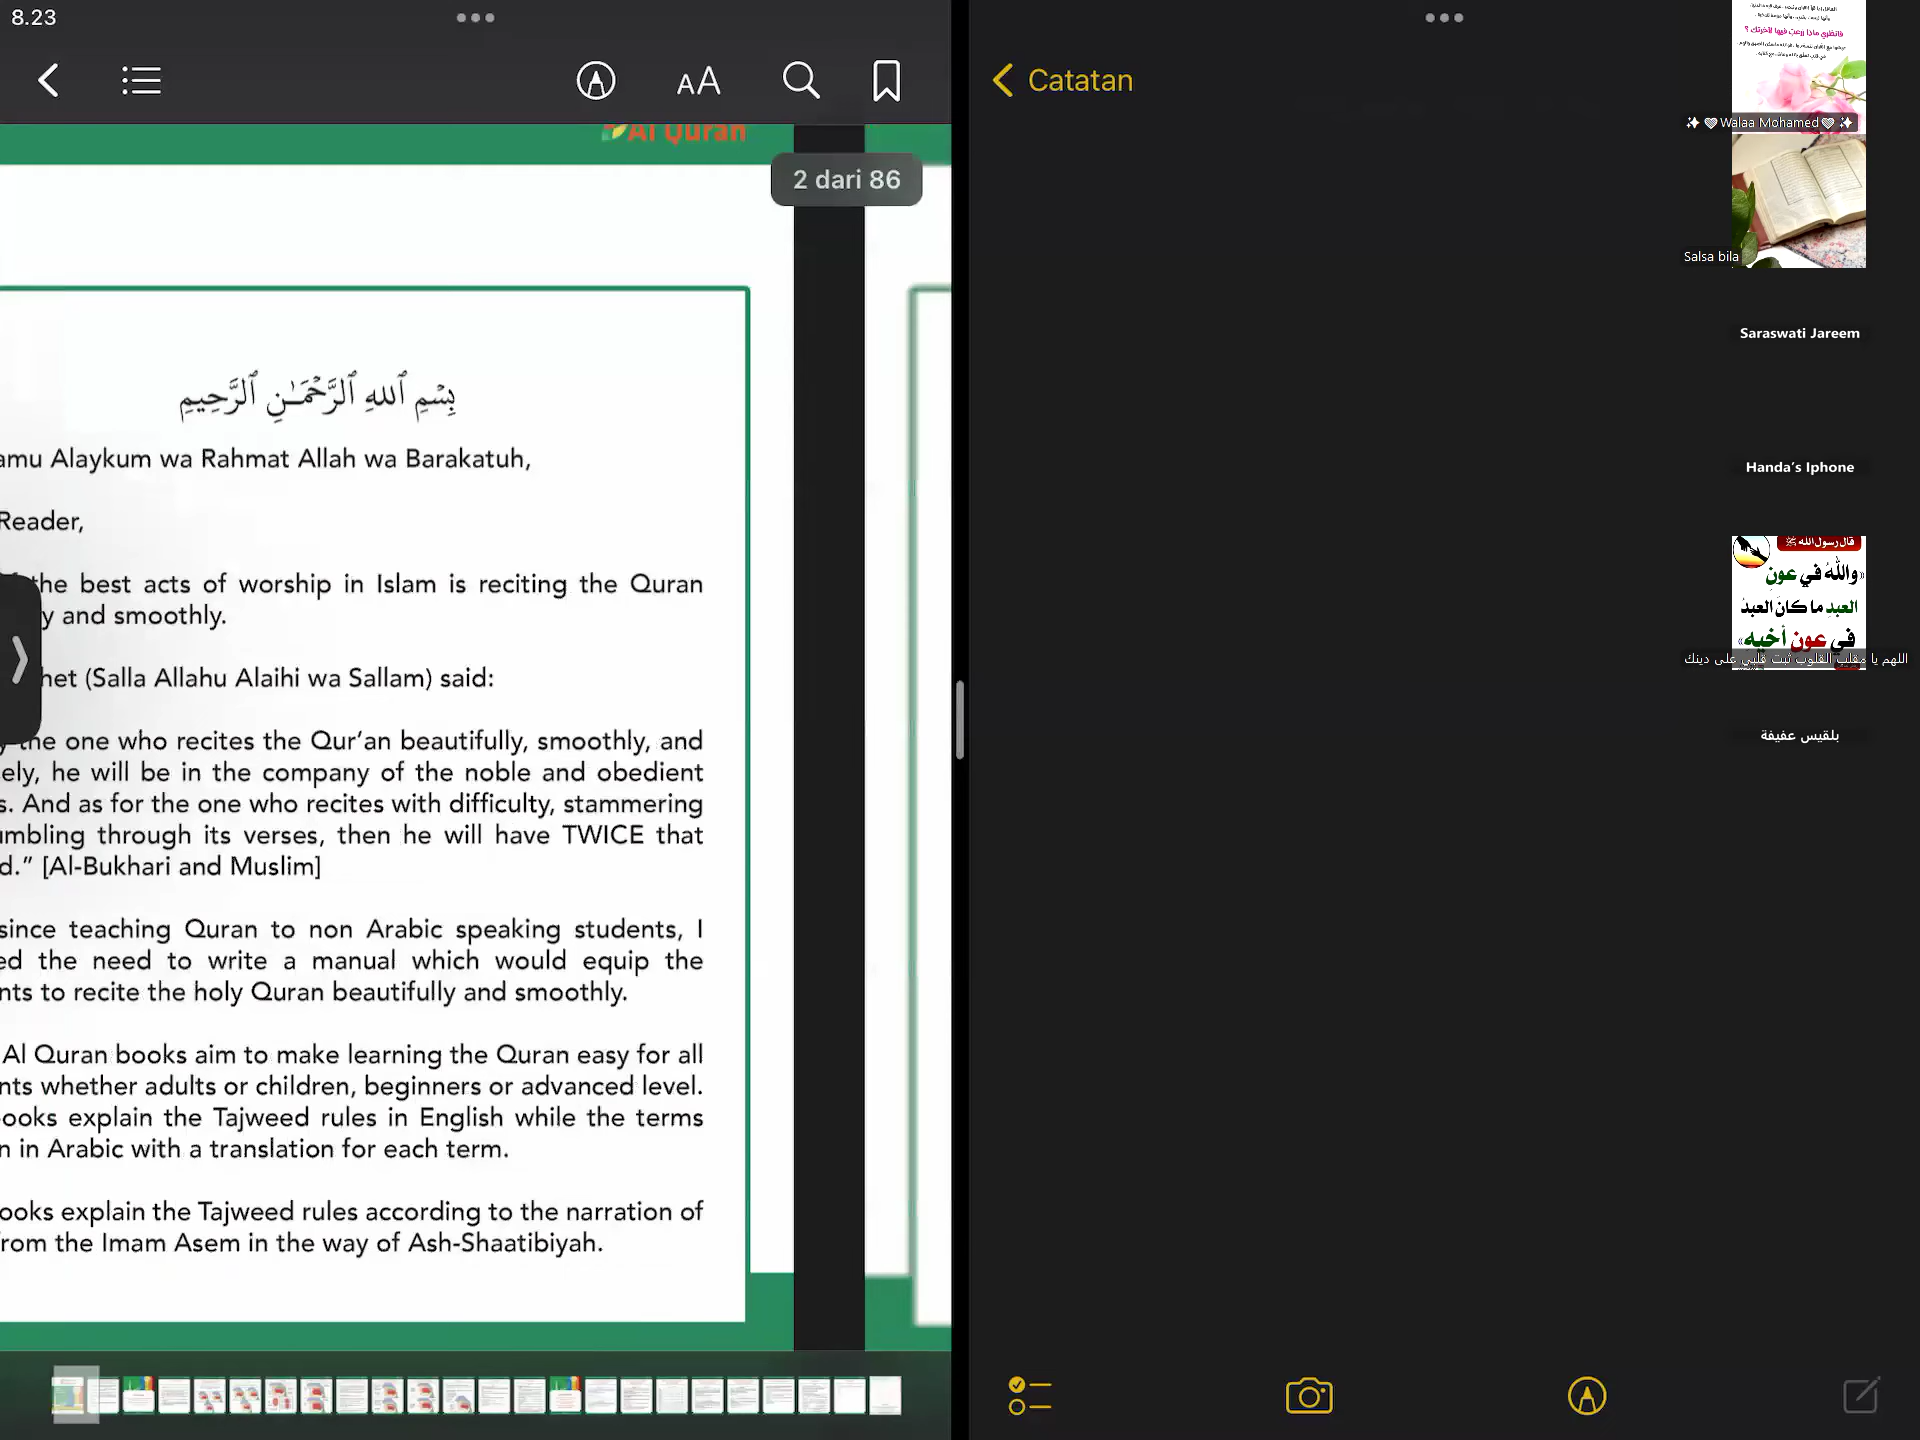 8.23
Al Quran
2 dari 86
بِسْمِ ٱللهِ ٱلرَّحْمَـٰنِ ٱلرَّحِيمِ
amu Alaykum wa Rahmat Allah wa Barakatuh,
Reader,
the best acts of worship in Islam is reciting the Quran
y and smoothly.
het (Salla Allahu Alaihi wa Sallam) said:
the one who recites the Qur'an beautifully, smoothly, and
ely, he will be in the company of the noble and obedient
s. And as for the one who recites with difficulty, stammering
umbling through its verses, then he will have TWICE that
d." [Al-Bukhari and Muslim]
since teaching Quran to non Arabic speaking students, I
ed the need to write a manual which would equip the
nts to recite the holy Quran beautifully and smoothly.
Al Quran books aim to make learning the Quran easy for all
nts whether adults or children, beginners or advanced level.
ooks explain the Tajweed rules in English while the terms
n in Arabic with a translation for each term.
ooks explain the Tajweed rules according to the narration of
rom the Imam Asem in the way of Ash-Shaatibiyah.
Catatan
فانظري ماذا زرعتِ فيها لآخرتك ؟
Walaa Mohamed
Salsa bila
Saraswati Jareem
Handa's Iphone
قال رسول الله ﷺ
«واللهُ في عونِ
العبدِ ما كانَ العبدُ
في عونِ أخيهِ»
اللهم يا مقلب القلوب ثبت قلبي على دينك
بلقيس عفيفة